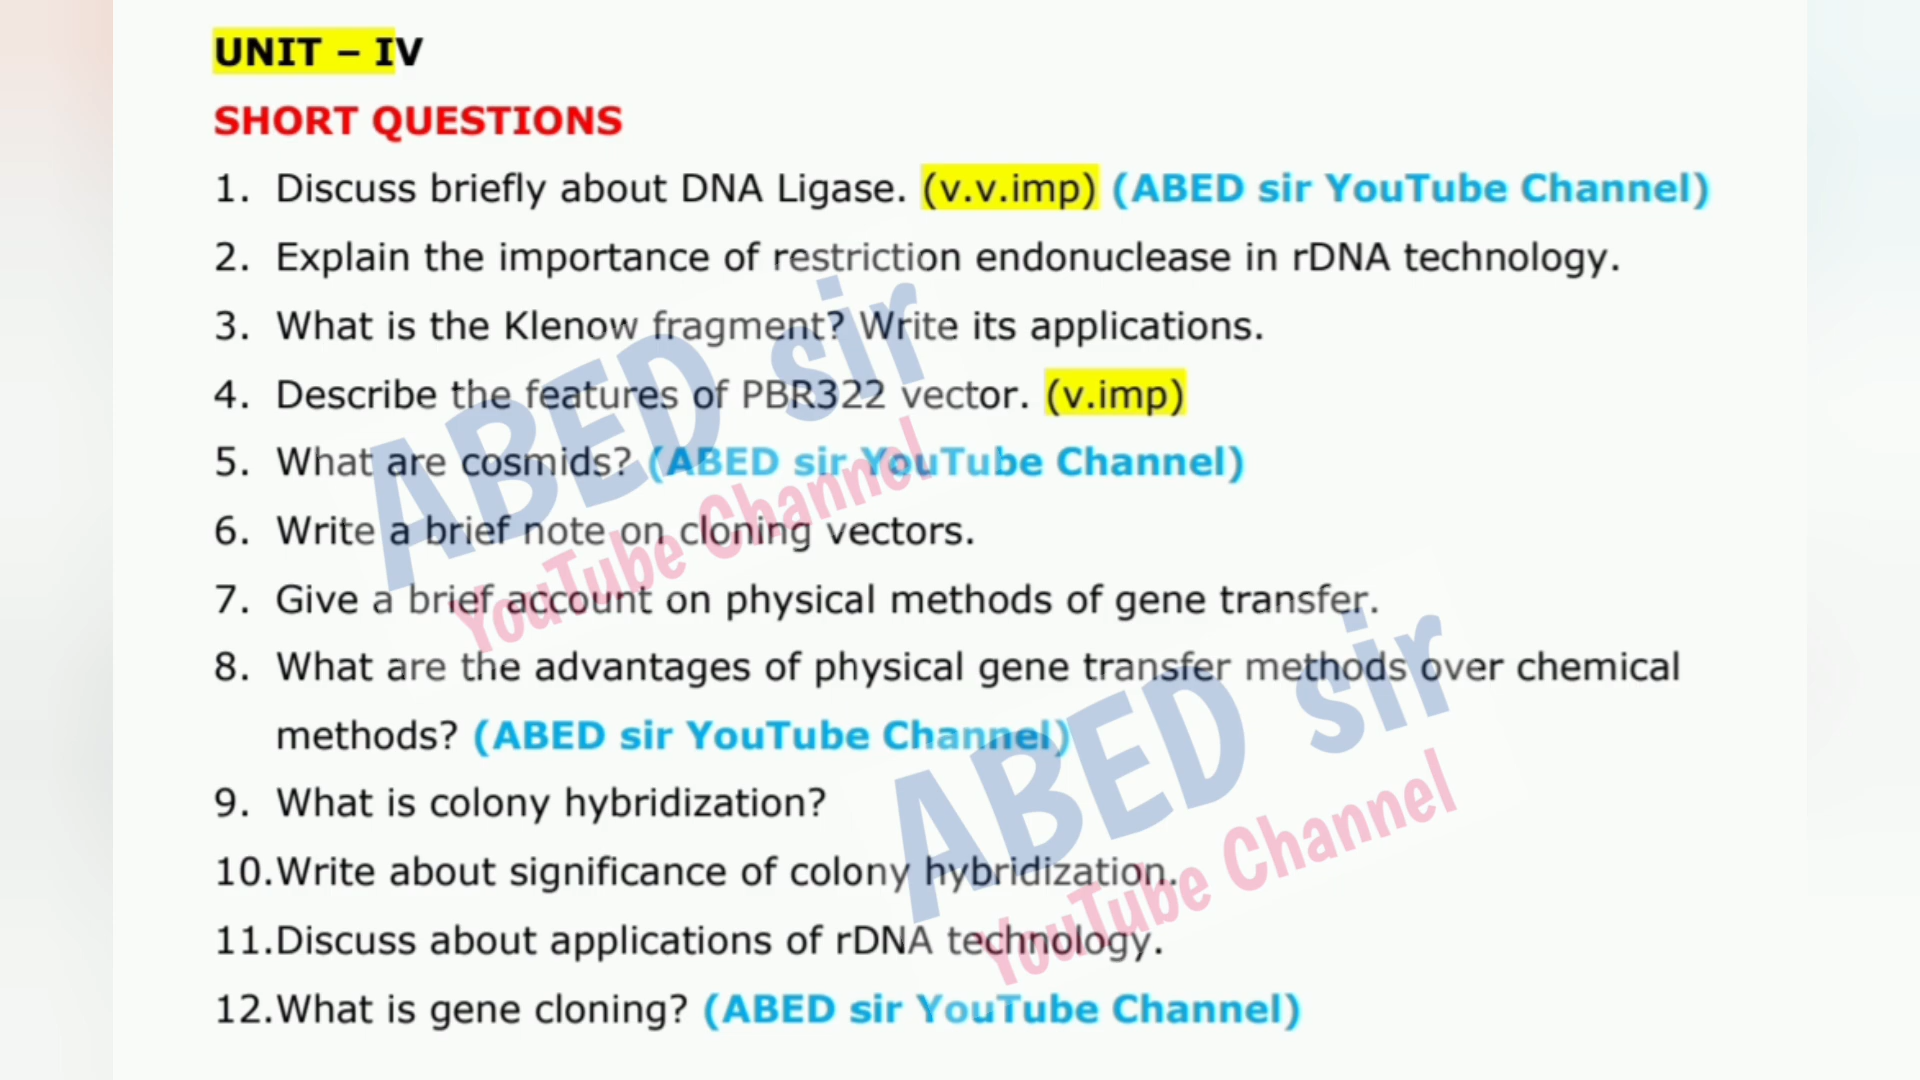 UNIT – IV
SHORT QUESTIONS
1. Discuss briefly about DNA Ligase. (v.v.imp) (ABED sir YouTube Channel)
2. Explain the importance of restriction endonuclease in rDNA technology.
3. What is the Klenow fragment? Write its applications.
4. Describe the features of PBR322 vector. (v.imp)
5. What are cosmids? (ABED sir YouTube Channel)
6. Write a brief note on cloning vectors.
7. Give a brief account on physical methods of gene transfer.
8. What are the advantages of physical gene transfer methods over chemical
methods? (ABED sir YouTube Channel)
9. What is colony hybridization?
10.Write about significance of colony hybridization.
11.Discuss about applications of rDNA technology.
12.What is gene cloning? (ABED sir YouTube Channel)
ABED sir
YouTube Channel
ABED sir
YouTube Channel